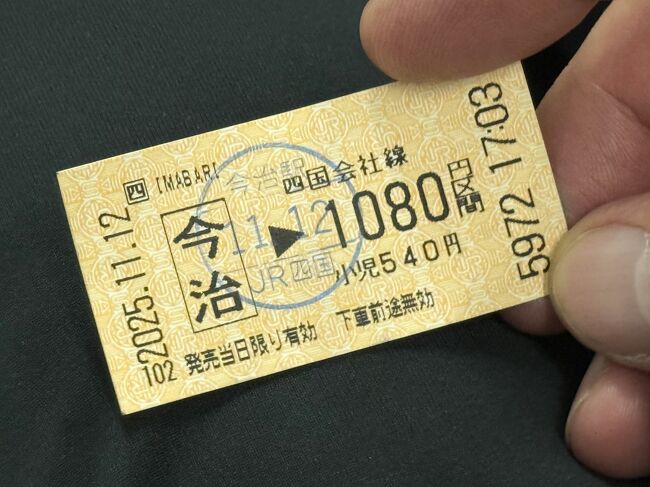 2025.11.12
102
四 IMABARI 四国会社線
今治 ▶ 1080円区間
小児540円
発売当日限り有効 下車前途無効
5972 17:03
今治駅
11.12
JR四国